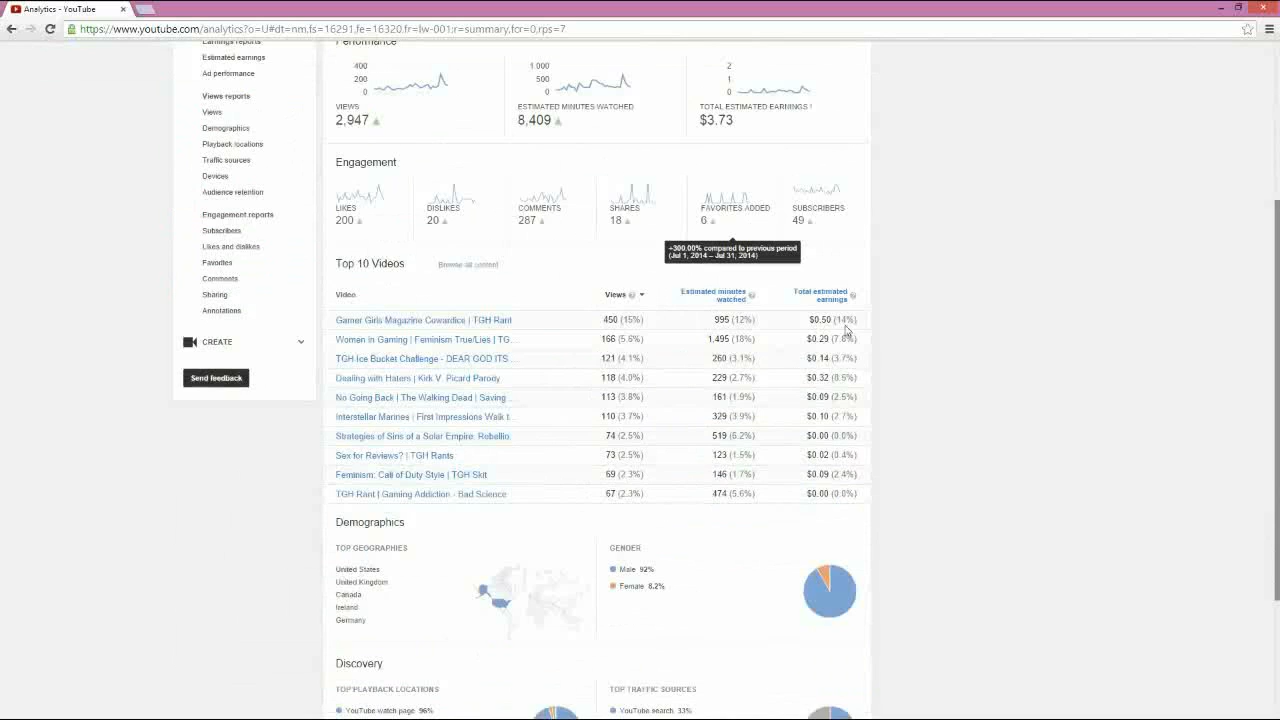 Analytics - YouTube
https://www.youtube.com/analytics?o=U#dt=nm,fs=16291,fe=16320,fr=lw-001;r=summary,fcr=0,rps=7
Earnings reports
Estimated earnings
Ad performance
Views reports
Views
Demographics
Playback locations
Traffic sources
Devices
Audience retention
Engagement reports
Subscribers
Likes and dislikes
Favorites
Comments
Sharing
Annotations
CREATE
Send feedback
Performance
400
200
0
VIEWS
2,947
1 000
500
0
ESTIMATED MINUTES WATCHED
8,409
2
1
0
TOTAL ESTIMATED EARNINGS
$3.73
Engagement
LIKES
200
DISLIKES
20
COMMENTS
287
SHARES
18
FAVORITES ADDED
6
SUBSCRIBERS
49
+300.00% compared to previous period
(Jul 1, 2014 – Jul 31, 2014)
Top 10 Videos Browse all content
Video Views Estimated minutes watched Total estimated earnings
Gamer Girls Magazine Cowardice | TGH Rant 450 (15%) 995 (12%) $0.50 (14%)
Women in Gaming | Feminism True/Lies | TG... 166 (5.6%) 1,495 (18%) $0.29
TGH Ice Bucket Challenge - DEAR GOD ITS ... 121 (4.1%) 260 (3.1%) $0.14 (3.7%)
Dealing with Haters | Kirk V. Picard Parody 118 (4.0%) 229 (2.7%) $0.32 (8.5%)
No Going Back | The Walking Dead | Saving ... 113 (3.8%) 161 (1.9%) $0.09 (2.5%)
Interstellar Marines | First Impressions Walk t... 110 (3.7%) 329 (3.9%) $0.10 (2.7%)
Strategies of Sins of a Solar Empire: Rebellio... 74 (2.5%) 519 (6.2%) $0.00 (0.0%)
Sex for Reviews? | TGH Rants 73 (2.5%) 123 (1.5%) $0.02 (0.4%)
Feminism: Call of Duty Style | TGH Skit 69 (2.3%) 146 (1.7%) $0.09 (2.4%)
TGH Rant | Gaming Addiction - Bad Science 67 (2.3%) 474 (5.6%) $0.00 (0.0%)
Demographics
TOP GEOGRAPHIES
United States
United Kingdom
Canada
Ireland
Germany
GENDER
Male 92%
Female 8.2%
Discovery
TOP PLAYBACK LOCATIONS
YouTube watch page 96%
TOP TRAFFIC SOURCES
YouTube search 33%